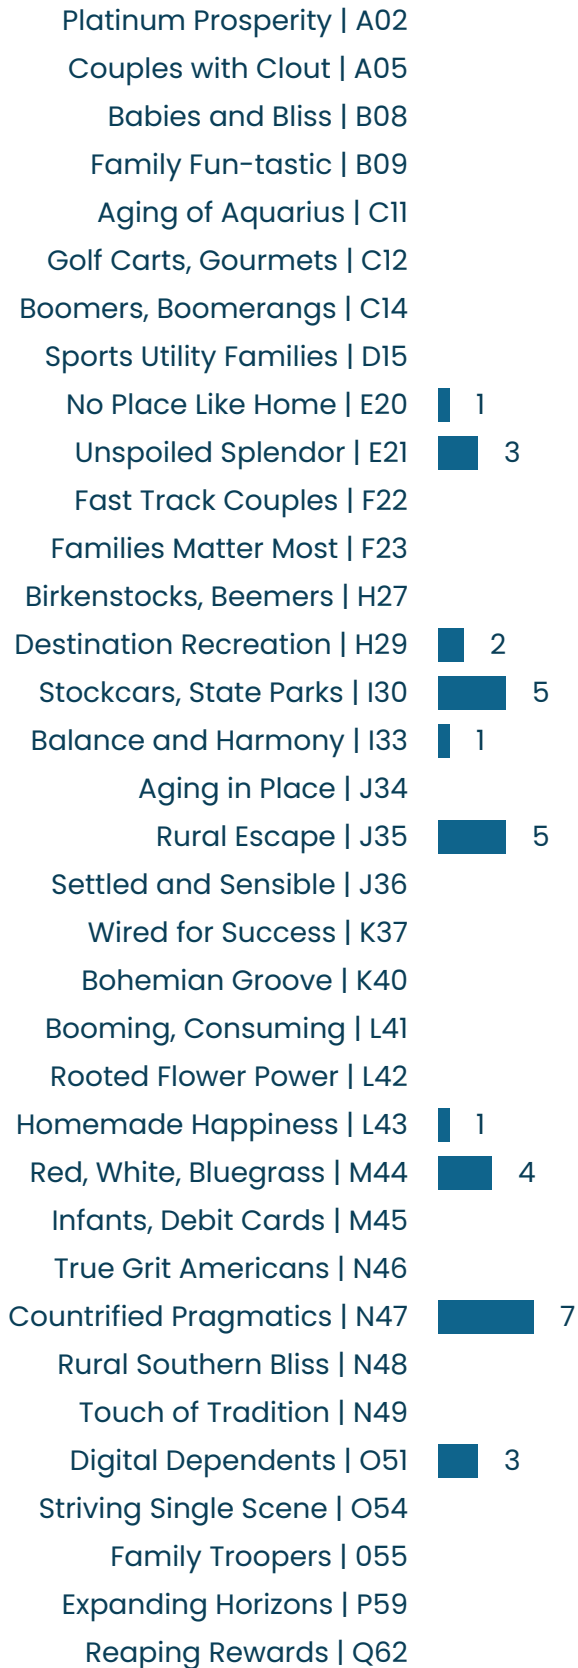 Platinum Prosperity | A02
Couples with Clout | A05
Babies and Bliss | B08
Family Fun-tastic | B09
Aging of Aquarius | C11
Golf Carts, Gourmets | C12
Boomers, Boomerangs | C14
Sports Utility Families | D15
No Place Like Home | E20 1
Unspoiled Splendor | E21 3
Fast Track Couples | F22
Families Matter Most | F23
Birkenstocks, Beemers | H27
Destination Recreation | H29 2
Stockcars, State Parks | I30 5
Balance and Harmony | I33 1
Aging in Place | J34
Rural Escape | J35 5
Settled and Sensible | J36
Wired for Success | K37
Bohemian Groove | K40
Booming, Consuming | L41
Rooted Flower Power | L42
Homemade Happiness | L43 1
Red, White, Bluegrass | M44 4
Infants, Debit Cards | M45
True Grit Americans | N46
Countrified Pragmatics | N47 7
Rural Southern Bliss | N48
Touch of Tradition | N49
Digital Dependents | O51 3
Striving Single Scene | O54
Family Troopers | 055
Expanding Horizons | P59
Reaping Rewards | Q62